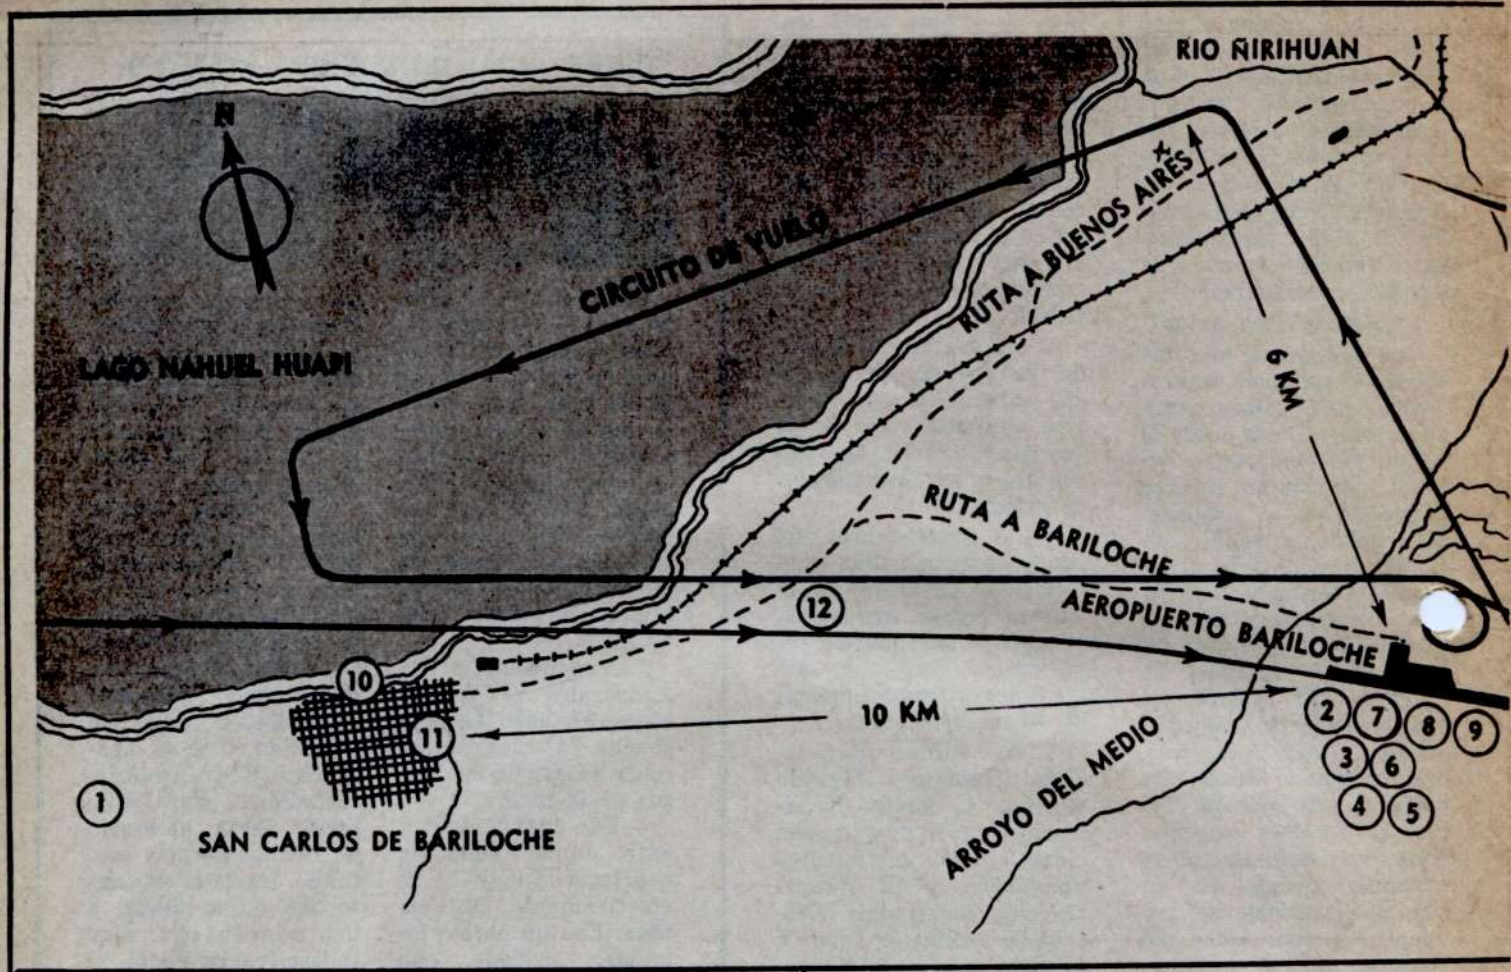 RIO ÑIRIHUAN
N
RUTA A BUENOS AIRES
CIRCUITO DE VUELO
LAGO NAHUEL HUAPI
6 KM
RUTA A BARILOCHE
AEROPUERTO BARILOCHE
12
10
11
10 KM
2 7 8 9
3 6
4 5
1
ARROYO DEL MEDIO
SAN CARLOS DE BARILOCHE